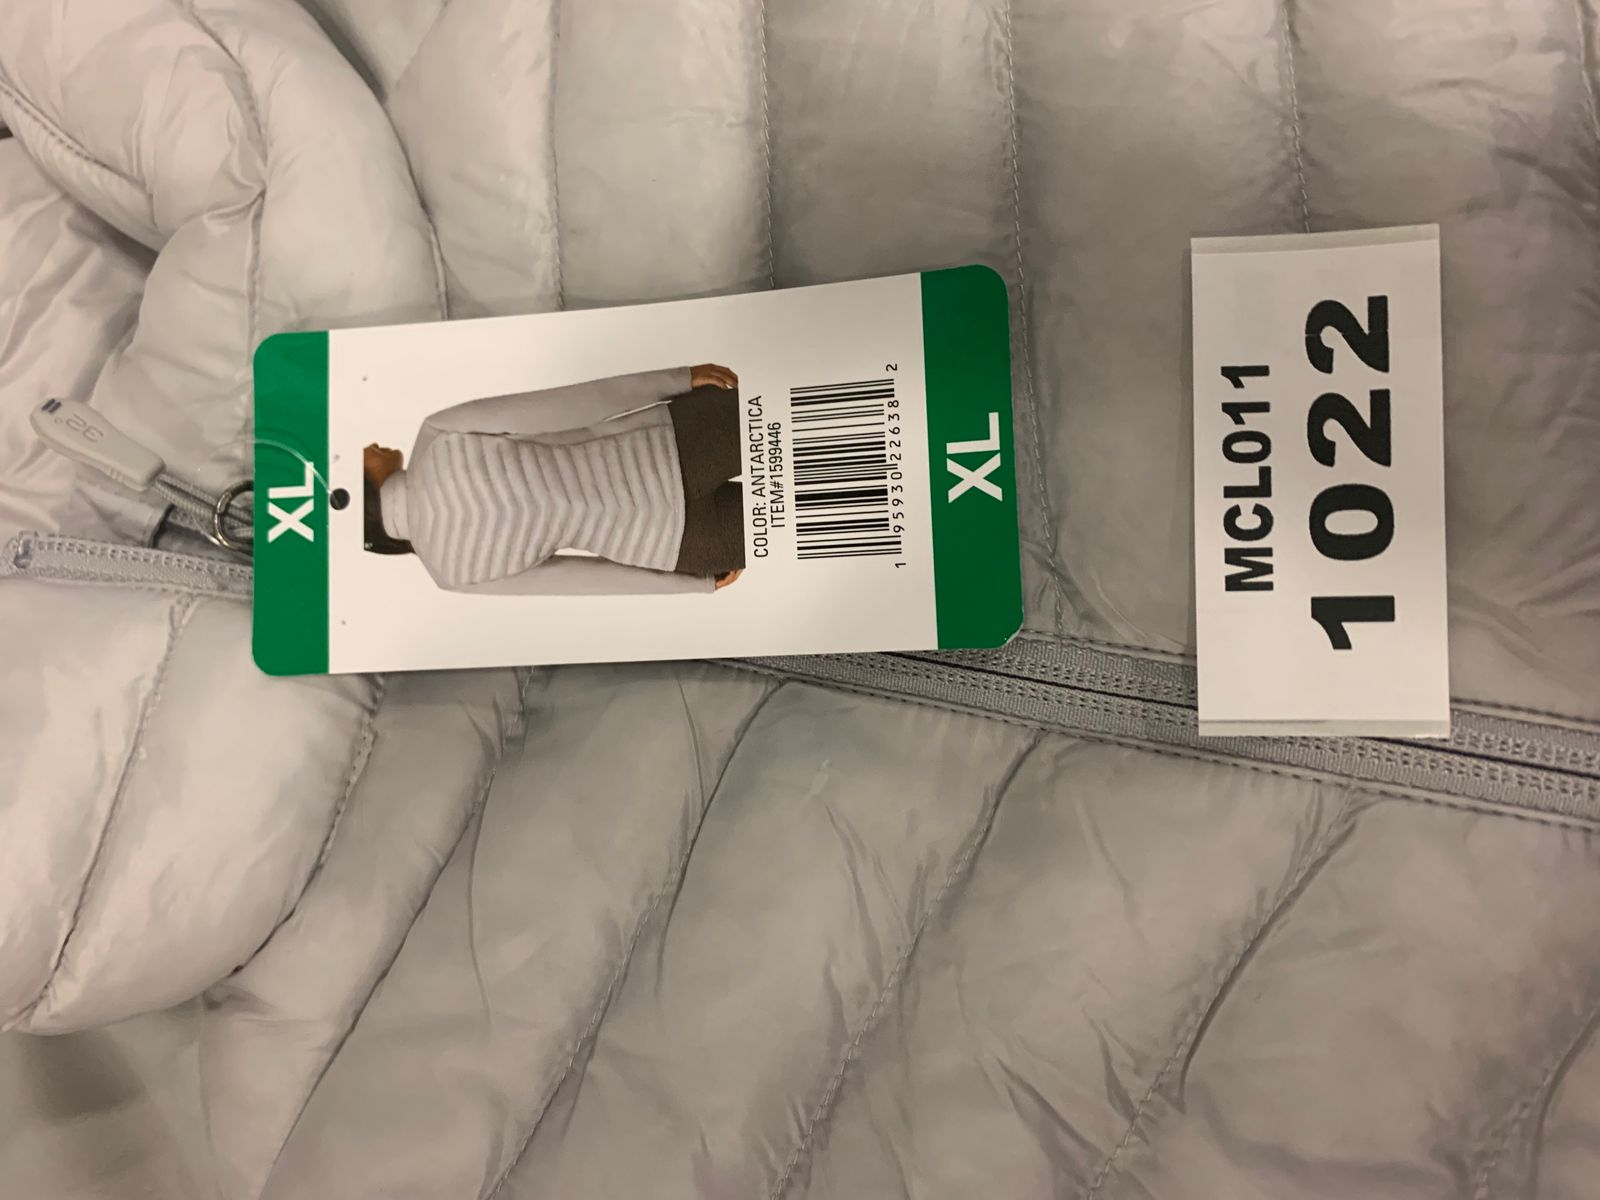 XL
COLOR: ANTARCTICA
ITEM#1599446
1 95930 22638 2
XL
MCL011
1022
32°